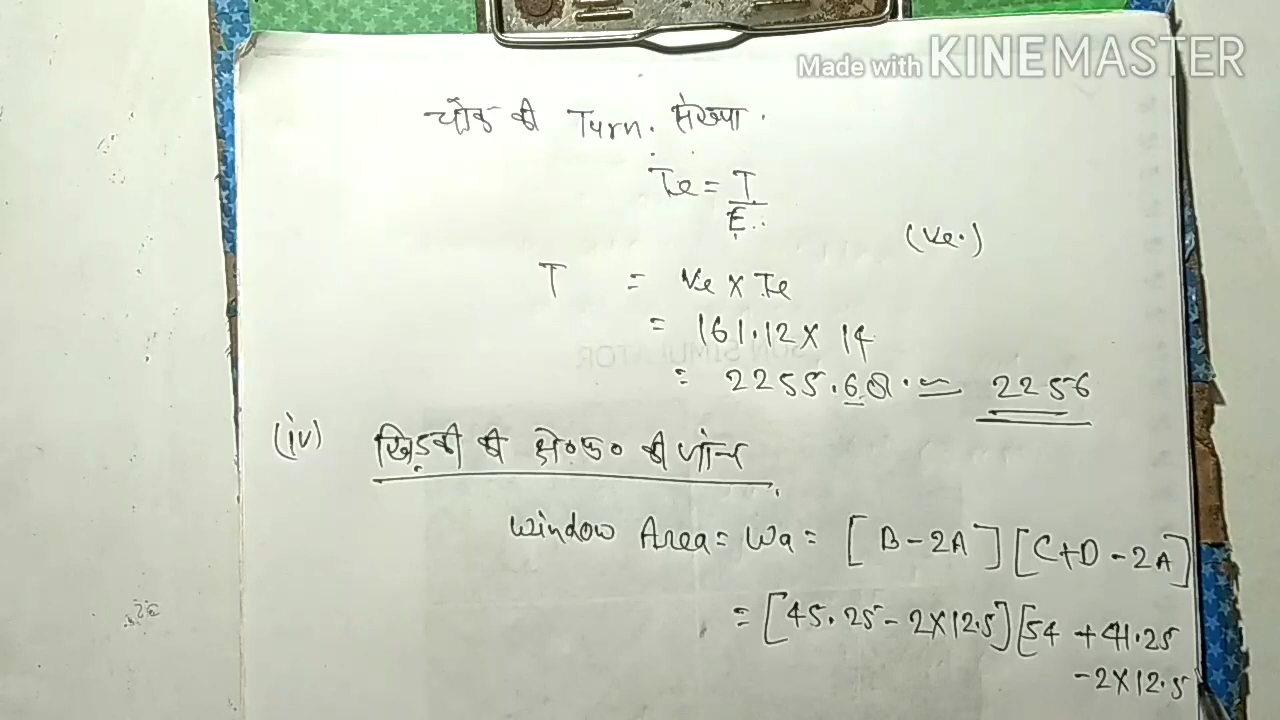 Made with KINEMASTER
चोक की Turn. संख्या.
Te = T
E..
(Ve.)
T = Ve X Te
= 161.12 X 14
= 2255.68. ≃ 2256
(iv) खिड़की के क्षे०फ० की जांच
Window Area = Wa = [B - 2A] [C+D - 2A]
= [45.25 - 2X12.5] [54 + 41.25
- 2X12.5